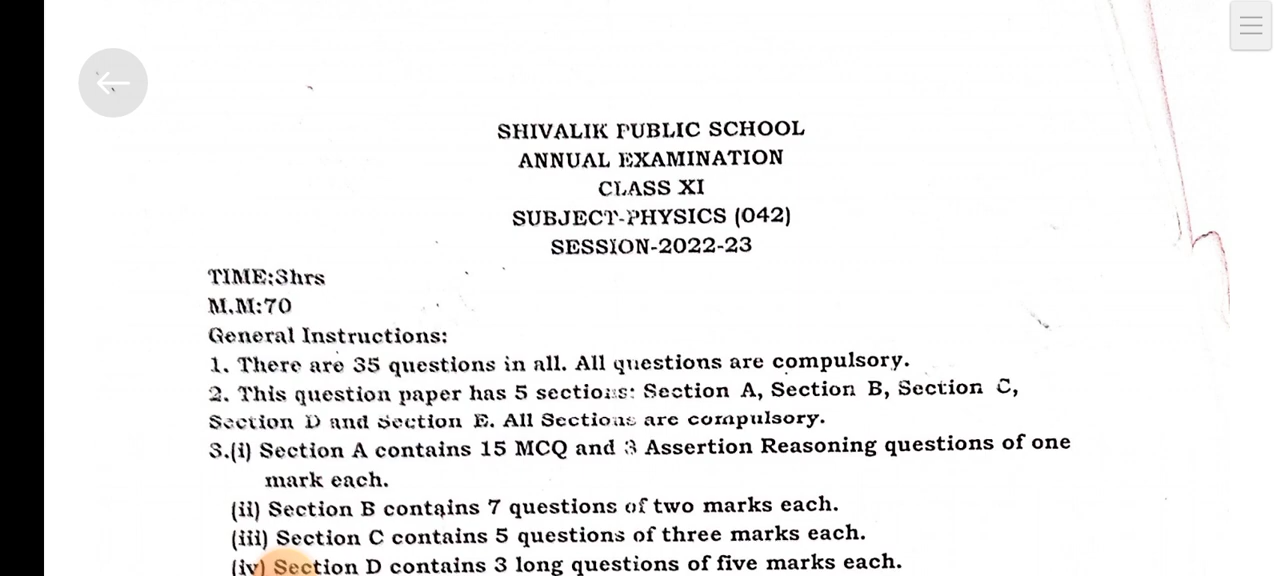 SHIVALIK PUBLIC SCHOOL
ANNUAL EXAMINATION
CLASS XI
SUBJECT-PHYSICS (042)
SESSION-2022-23
TIME:3hrs
M.M:70
General Instructions:
1. There are 35 questions in all. All questions are compulsory.
2. This question paper has 5 sections: Section A, Section B, Section C,
Section D and Section E. All Sections are compulsory.
3.(i) Section A contains 15 MCQ and 3 Assertion Reasoning questions of one
mark each.
(ii) Section B contains 7 questions of two marks each.
(iii) Section C contains 5 questions of three marks each.
(iv) Section D contains 3 long questions of five marks each.